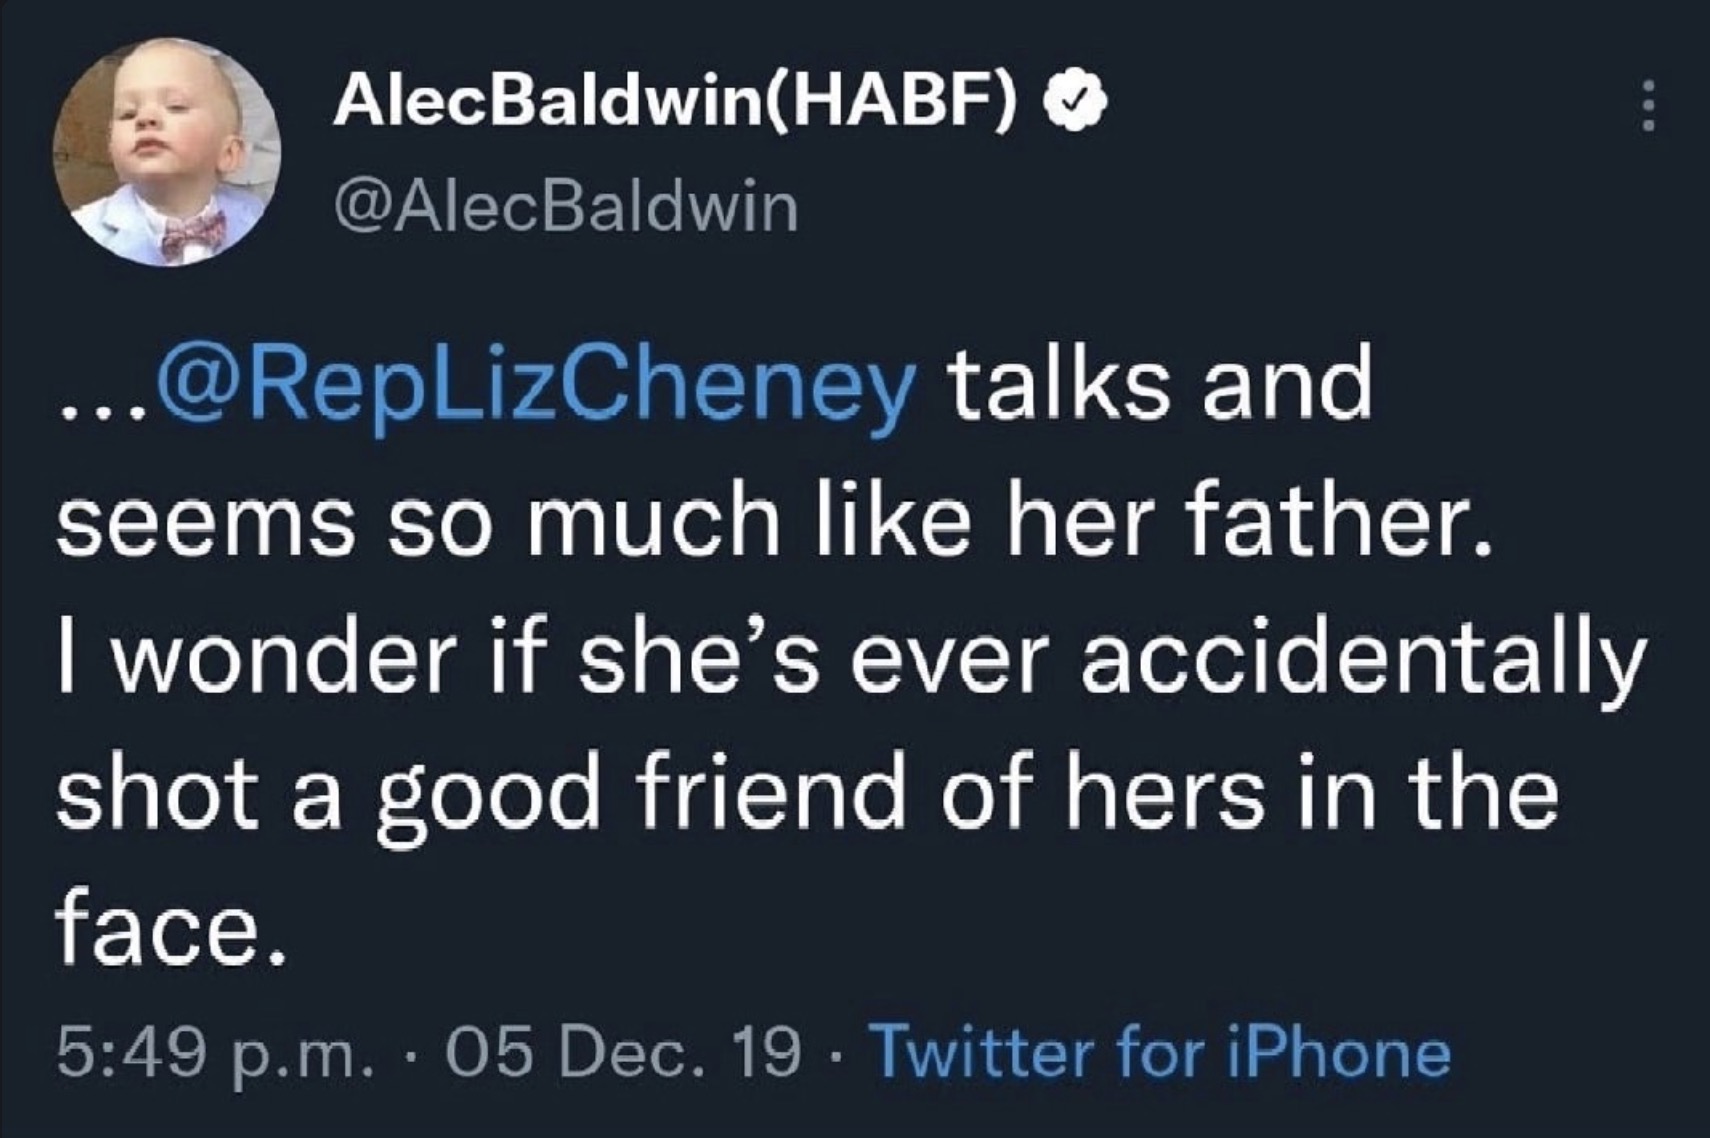 AlecBaldwin(HABF)
@AlecBaldwin
...@RepLizCheney talks and
seems so much like her father.
I wonder if she’s ever accidentally
shot a good friend of hers in the
face.
5:49 p.m. · 05 Dec. 19 · Twitter for iPhone